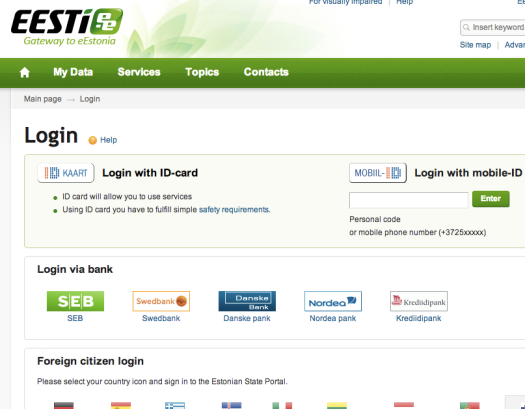 For visually impaired | Help
EESTi.ee
Gateway to eEstonia
Insert keyword
Site map |
My Data Services Topics Contacts
Main page → Login
Login Help
KAART Login with ID-card
ID card will allow you to use services
Using ID card you have to fulfill simple safety requirements.
MOBIIL-ID Login with mobile-ID
Enter
Personal code
or mobile phone number (+3725xxxxx)
Login via bank
SEB Swedbank Danske Bank Nordea Krediidipank
SEB Swedbank Danske pank Nordea pank Krediidipank
Foreign citizen login
Please select your country icon and sign in to the Estonian State Portal.